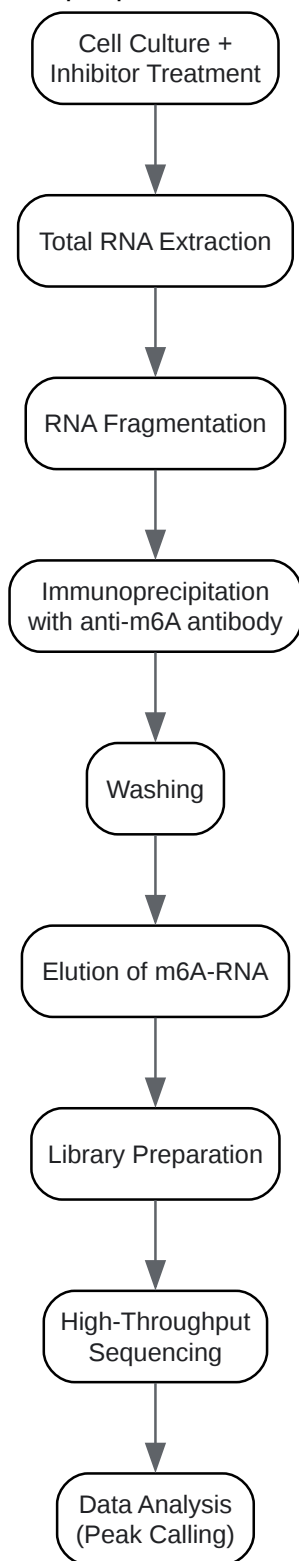 Cell Culture +
Inhibitor Treatment
Total RNA Extraction
RNA Fragmentation
Immunoprecipitation
with anti-m6A antibody
Washing
Elution of m6A-RNA
Library Preparation
High-Throughput
Sequencing
Data Analysis
(Peak Calling)